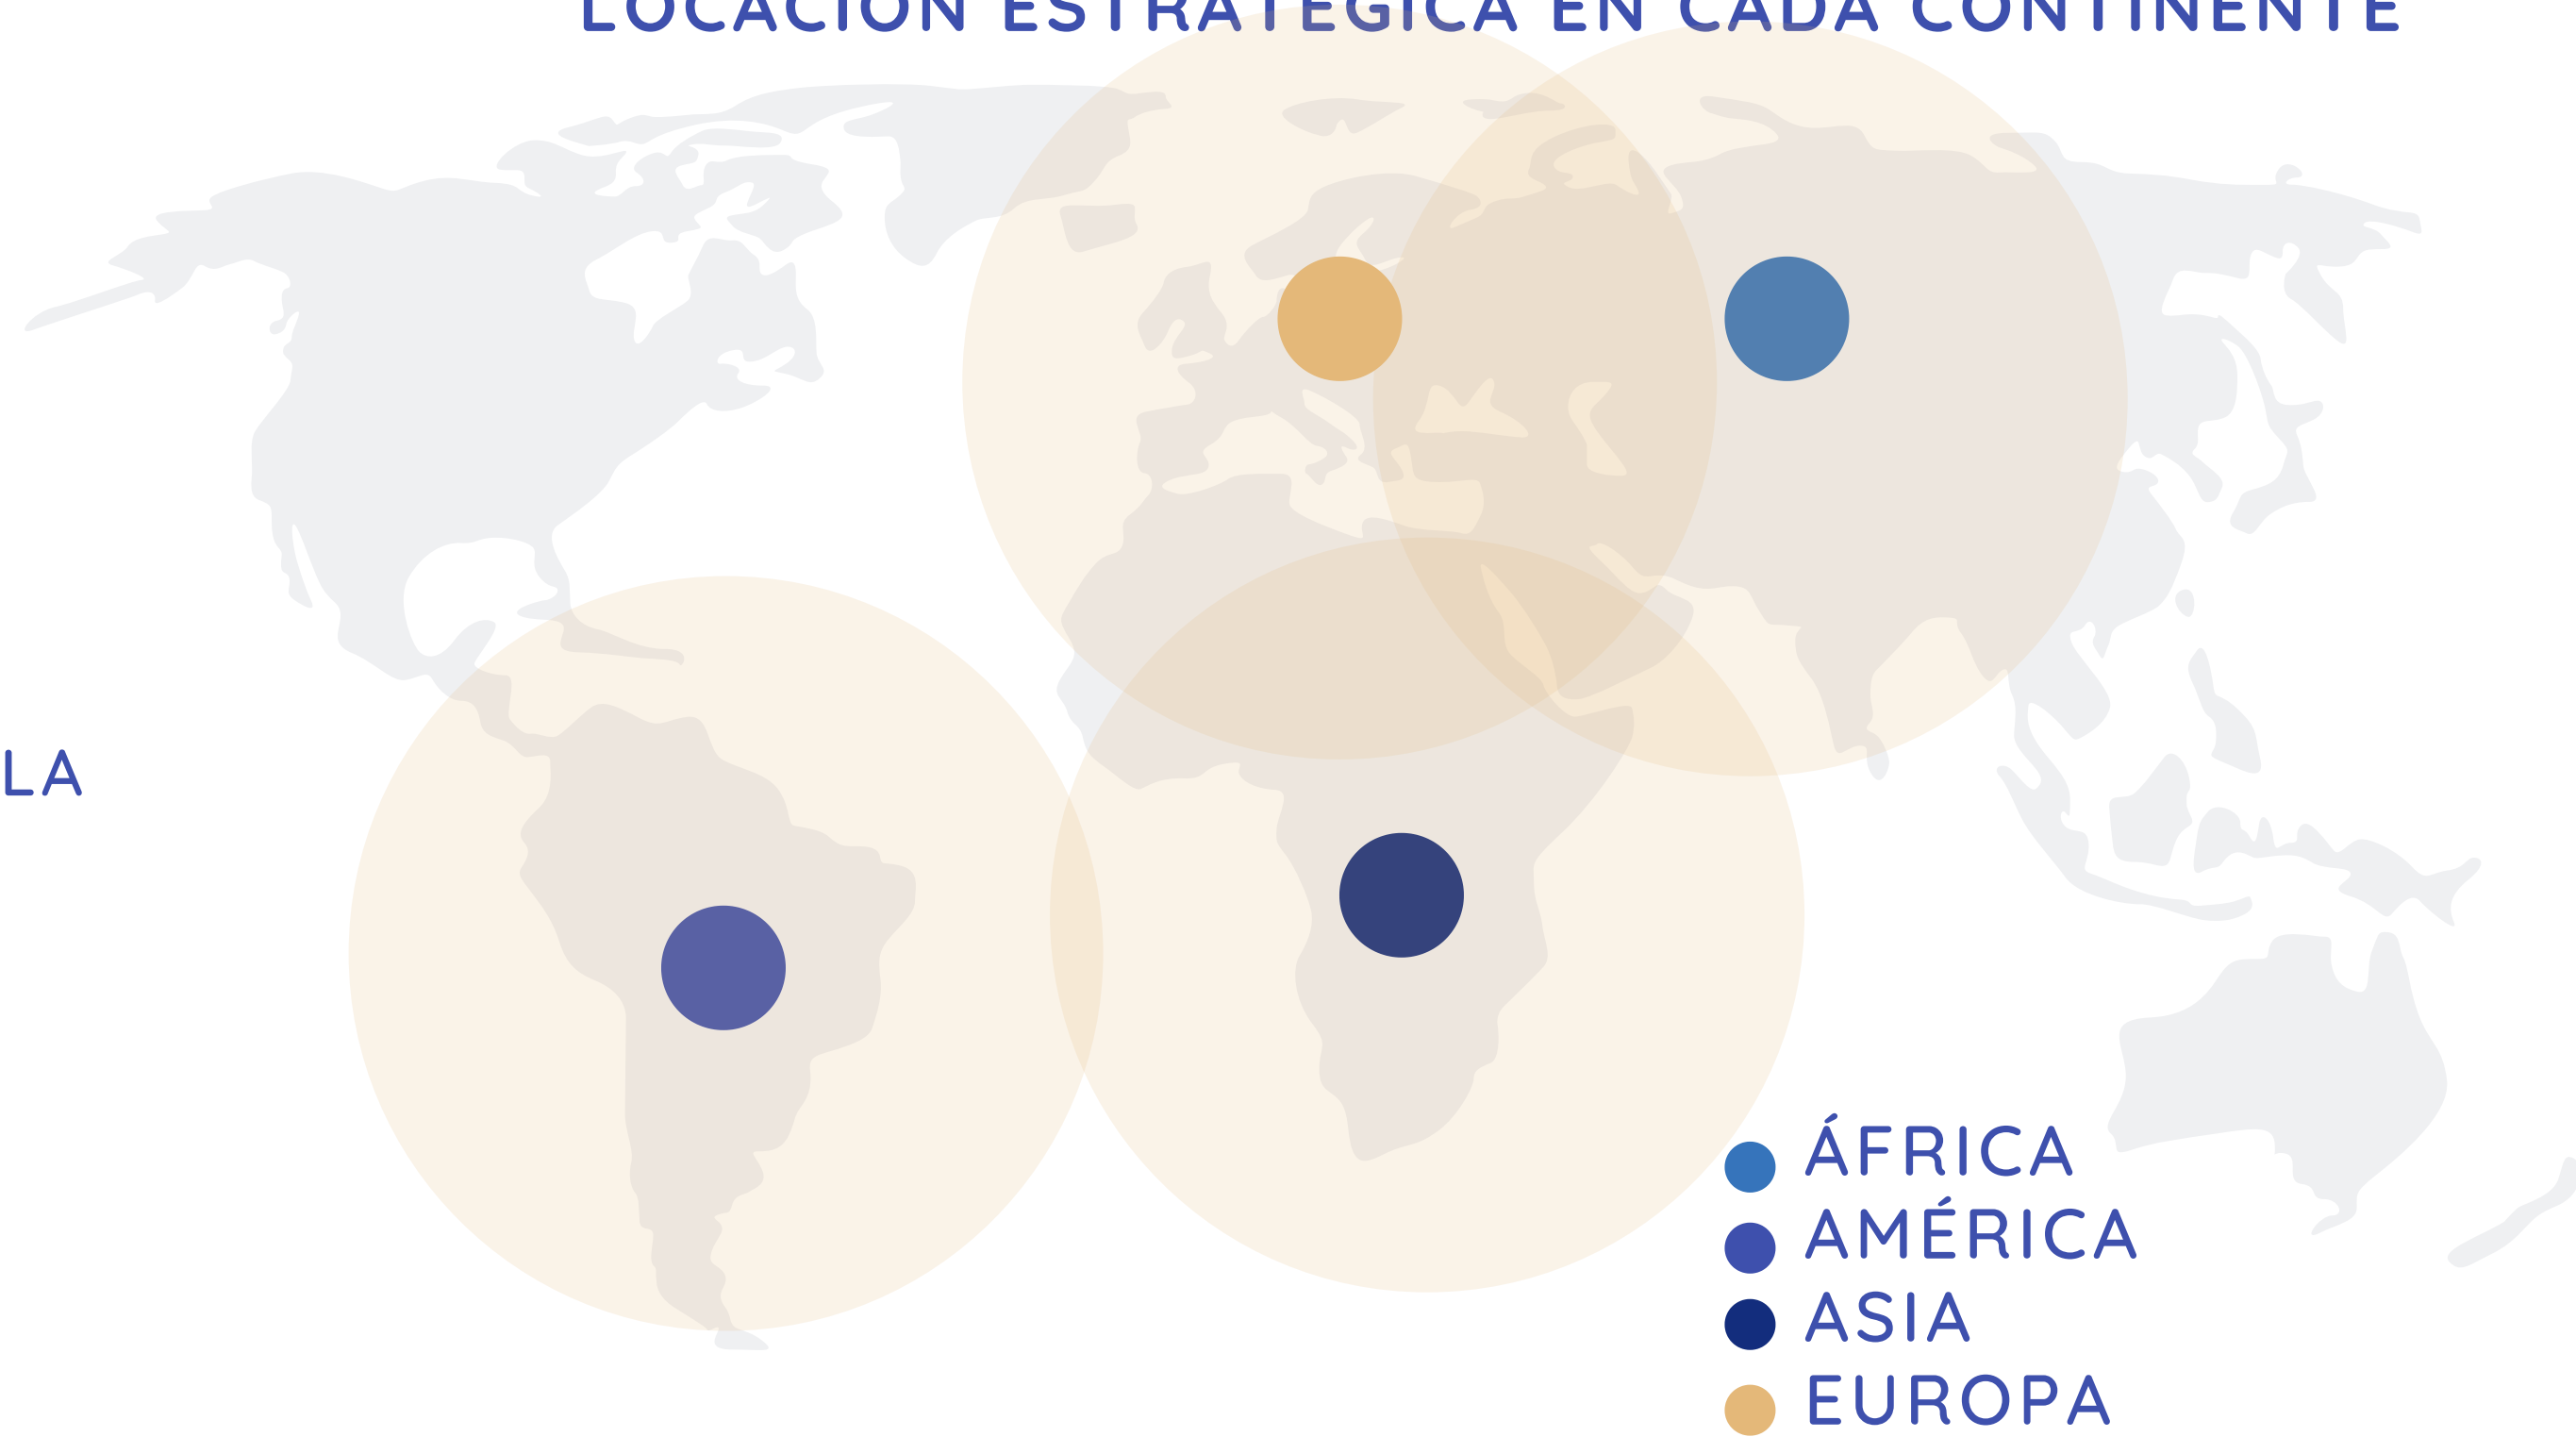 LOCACIÓN ESTRATÉGICA EN CADA CONTINENTE
LA
ÁFRICA
AMÉRICA
ASIA
EUROPA